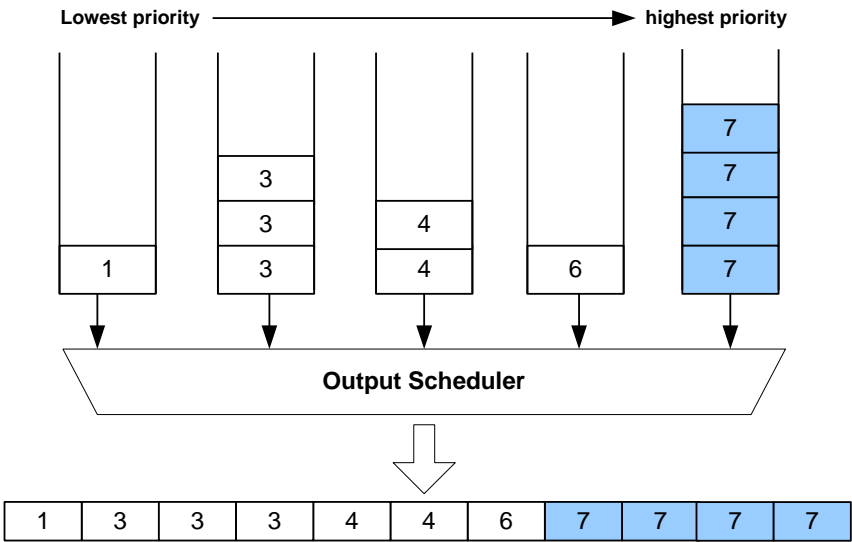 Lowest priority highest priority
7
3 7
3 4 7
1 3 4 6 7
Output Scheduler
1 3 3 3 4 4 6 7 7 7 7